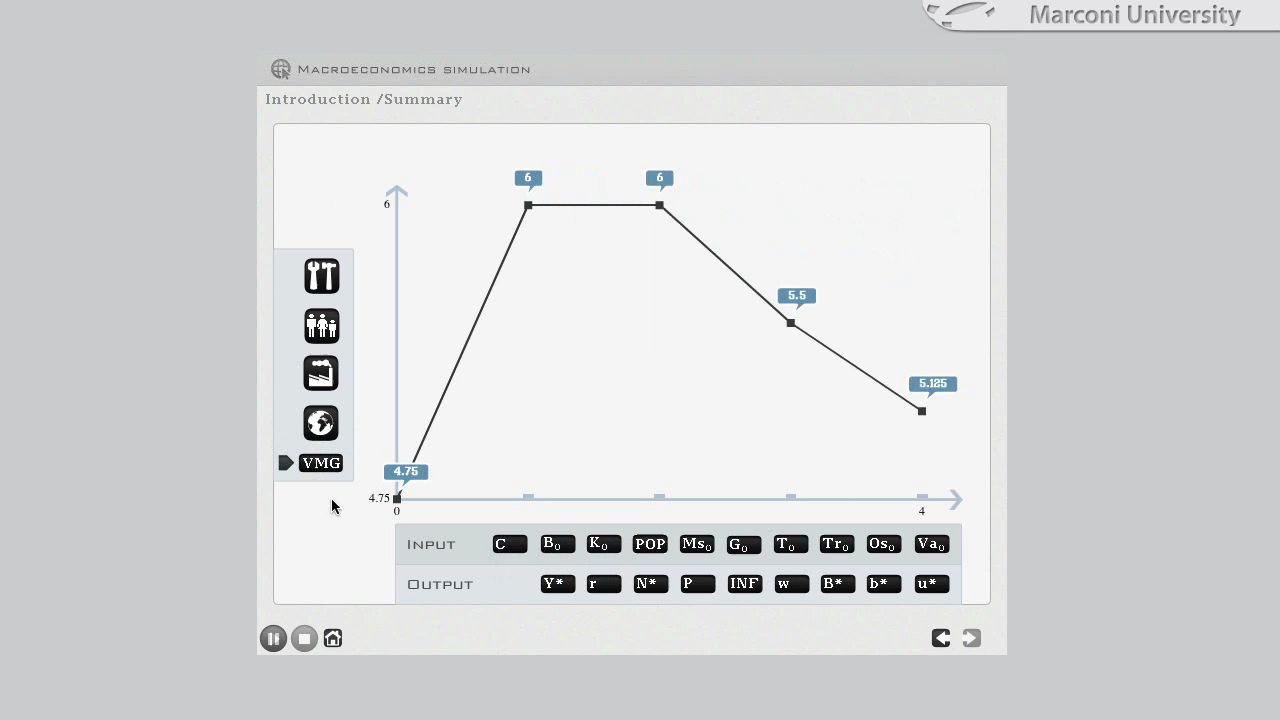 Marconi University
Macroeconomics simulation
Introduction /Summary
6
6
6
5.5
5.125
VMG
4.75
4.75
0
4
Input C B₀ K₀ POP Ms₀ G₀ T₀ Tr₀ Os₀ Va₀
Output Y* r N* P INF w B* b* u*